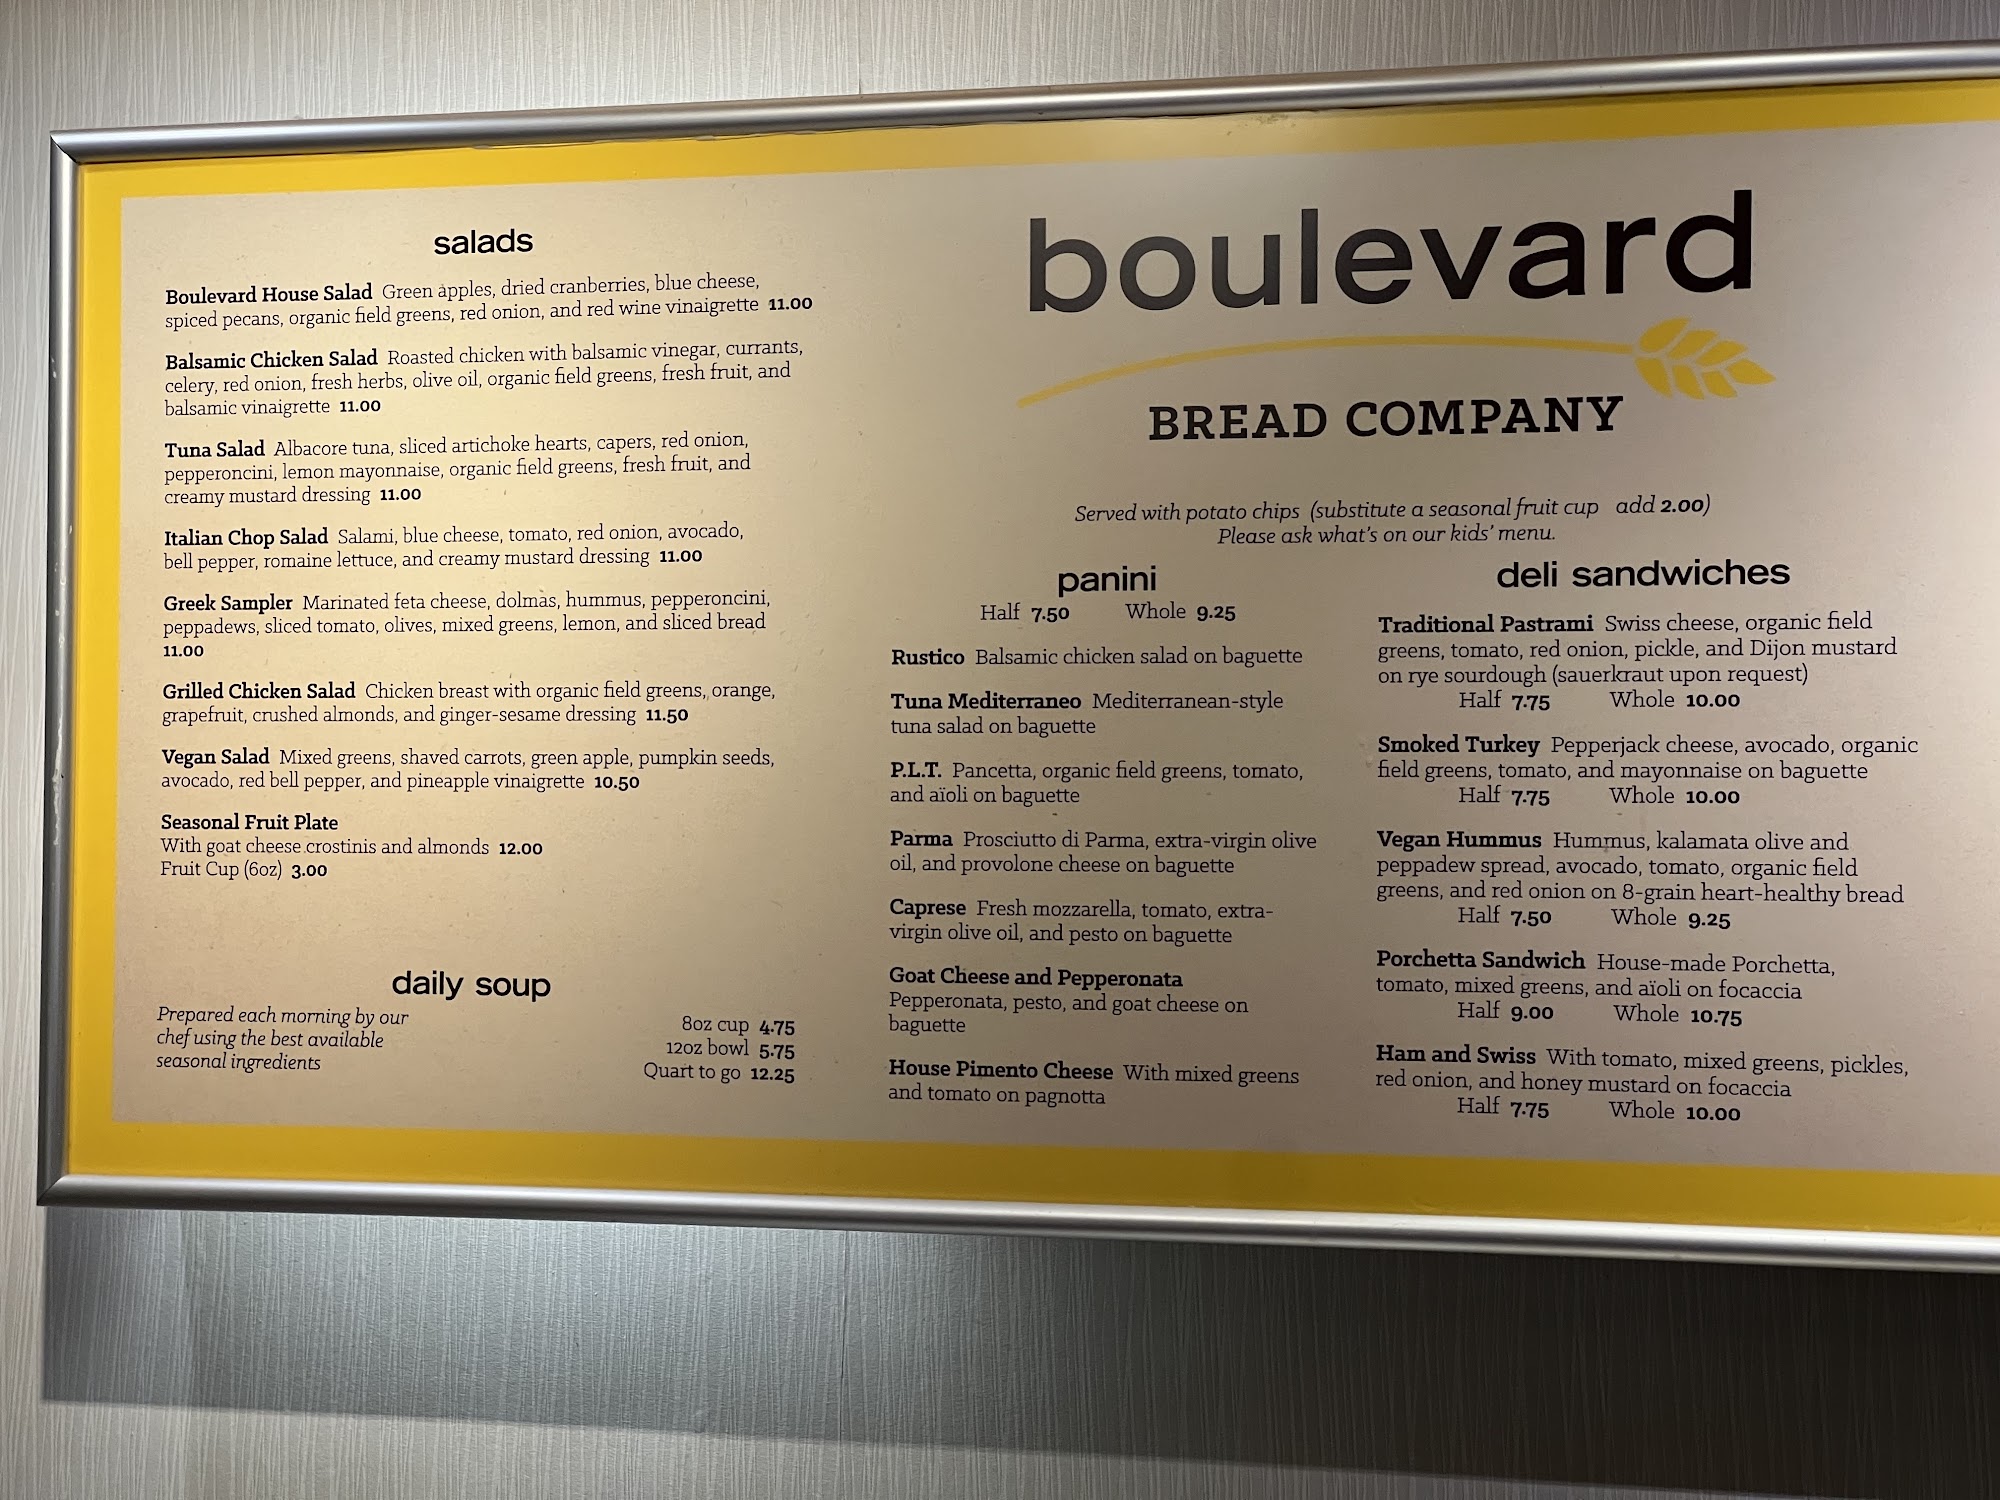 salads
Boulevard House Salad Green apples, dried cranberries, blue cheese,
spiced pecans, organic field greens, red onion, and red wine vinaigrette 11.00
Balsamic Chicken Salad Roasted chicken with balsamic vinegar, currants,
celery, red onion, fresh herbs, olive oil, organic field greens, fresh fruit, and
balsamic vinaigrette 11.00
Tuna Salad Albacore tuna, sliced artichoke hearts, capers, red onion,
pepperoncini, lemon mayonnaise, organic field greens, fresh fruit, and
creamy mustard dressing 11.00
Italian Chop Salad Salami, blue cheese, tomato, red onion, avocado,
bell pepper, romaine lettuce, and creamy mustard dressing 11.00
Greek Sampler Marinated feta cheese, dolmas, hummus, pepperoncini,
peppadews, sliced tomato, olives, mixed greens, lemon, and sliced bread
11.00
Grilled Chicken Salad Chicken breast with organic field greens, orange,
grapefruit, crushed almonds, and ginger-sesame dressing 11.50
Vegan Salad Mixed greens, shaved carrots, green apple, pumpkin seeds,
avocado, red bell pepper, and pineapple vinaigrette 10.50
Seasonal Fruit Plate
With goat cheese crostinis and almonds 12.00
Fruit Cup (6oz) 3.00
daily soup
Prepared each morning by our
chef using the best available
seasonal ingredients
8oz cup 4.75
12oz bowl 5.75
Quart to go 12.25
boulevard
BREAD COMPANY
Served with potato chips (substitute a seasonal fruit cup add 2.00)
Please ask what's on our kids' menu.
panini
Half 7.50 Whole 9.25
Rustico Balsamic chicken salad on baguette
Tuna Mediterraneo Mediterranean-style
tuna salad on baguette
P.L.T. Pancetta, organic field greens, tomato,
and aïoli on baguette
Parma Prosciutto di Parma, extra-virgin olive
oil, and provolone cheese on baguette
Caprese Fresh mozzarella, tomato, extra-
virgin olive oil, and pesto on baguette
Goat Cheese and Pepperonata
Pepperonata, pesto, and goat cheese on
baguette
House Pimento Cheese With mixed greens
and tomato on pagnotta
deli sandwiches
Traditional Pastrami Swiss cheese, organic field
greens, tomato, red onion, pickle, and Dijon mustard
on rye sourdough (sauerkraut upon request)
Half 7.75 Whole 10.00
Smoked Turkey Pepperjack cheese, avocado, organic
field greens, tomato, and mayonnaise on baguette
Half 7.75 Whole 10.00
Vegan Hummus Hummus, kalamata olive and
peppadew spread, avocado, tomato, organic field
greens, and red onion on 8-grain heart-healthy bread
Half 7.50 Whole 9.25
Porchetta Sandwich House-made Porchetta,
tomato, mixed greens, and aïoli on focaccia
Half 9.00 Whole 10.75
Ham and Swiss With tomato, mixed greens, pickles,
red onion, and honey mustard on focaccia
Half 7.75 Whole 10.00